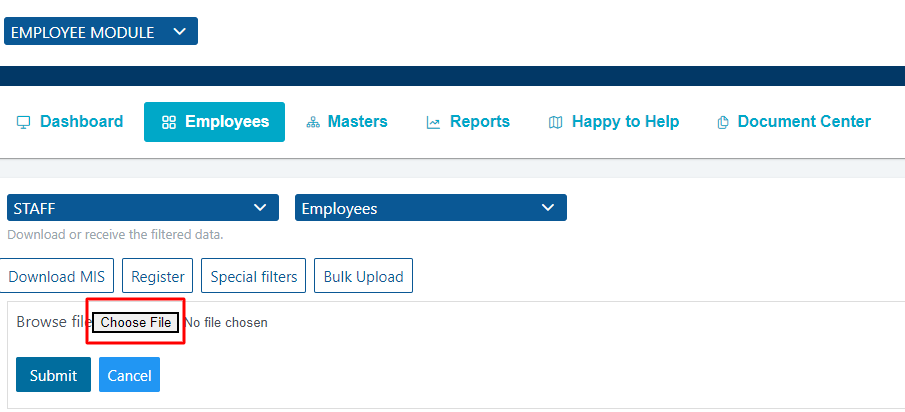 EMPLOYEE MODULE
Dashboard Employees Masters Reports Happy to Help Document Center
STAFF Employees
Download or receive the filtered data.
Download MIS Register Special filters Bulk Upload
Browse file Choose File No file chosen
Submit Cancel